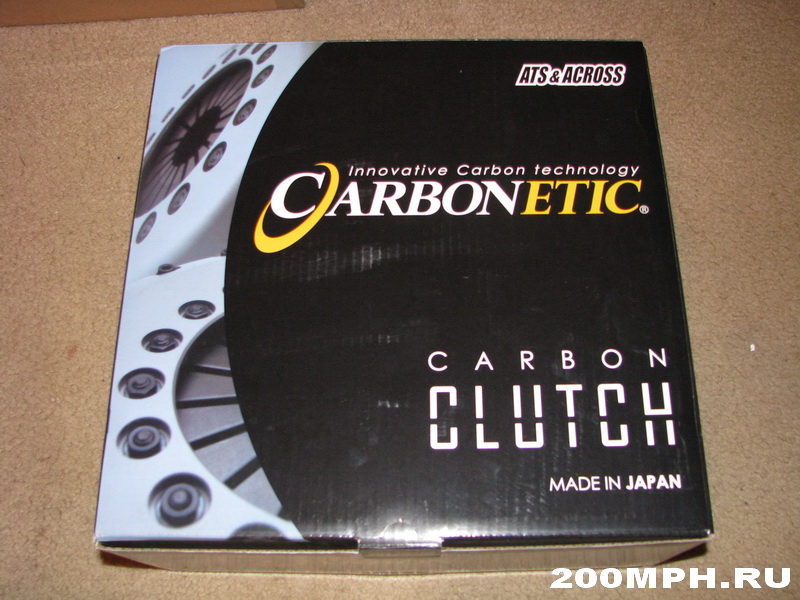 ATS & ACROSS
Innovative Carbon technology
CARBONETIC®
CARBON
CLUTCH
MADE IN JAPAN
200MPH.RU